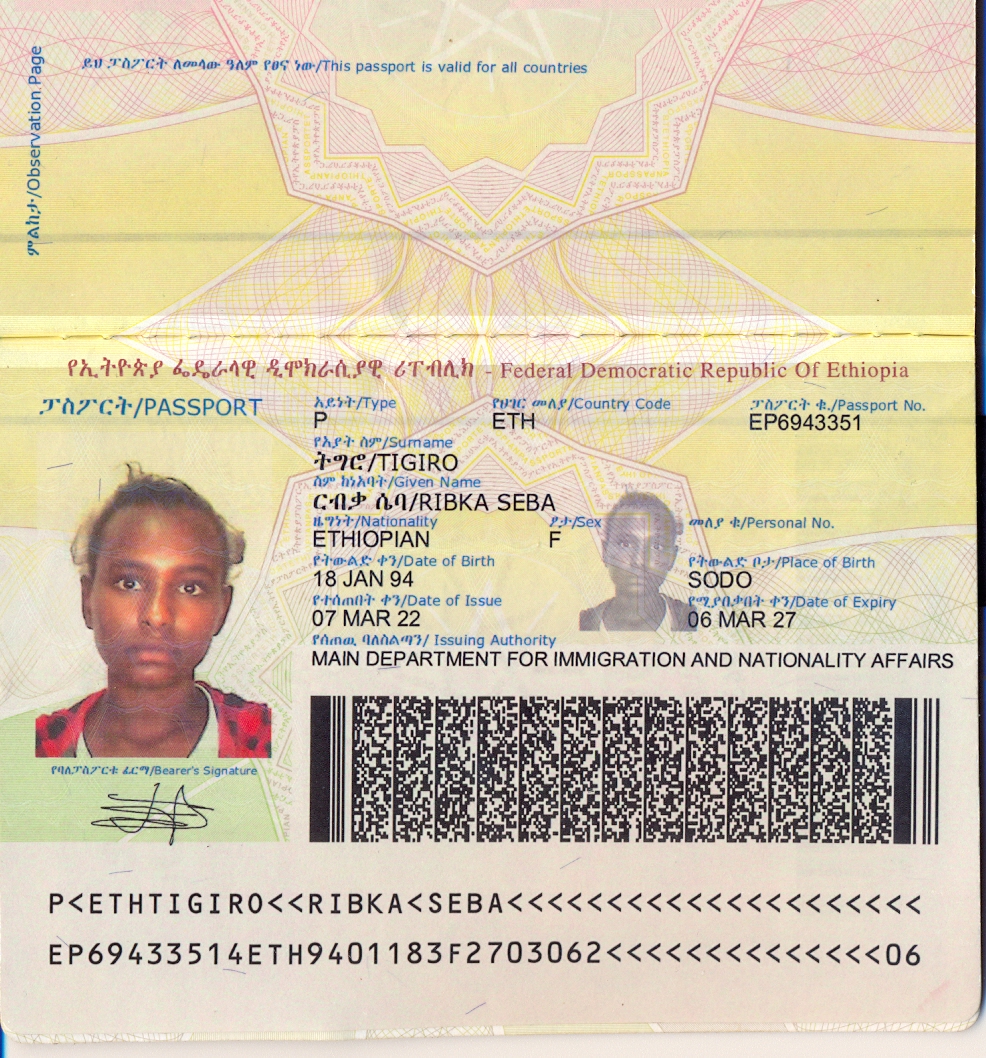 ምልከታ/Observation Page
ይህ ፓስፖርት ለመላው ዓለም የፀና ነው/This passport is valid for all countries
የኢትዮጵያ ፌዴራላዊ ዲሞክራሲያዊ ሪፐብሊክ - Federal Democratic Republic Of Ethiopia
ፓስፖርት/PASSPORT
አይነት/Type የሀገር መለያ/Country Code ፓስፖርት ቁ./Passport No.
P ETH EP6943351
የአያት ስም/Surname
ትግሮ/TIGIRO
ስም ከነአባት/Given Name
ርብቃ ሴባ/RIBKA SEBA
ዜግነት/Nationality ፆታ/Sex መለያ ቁ/Personal No.
ETHIOPIAN F
የትውልድ ቀን/Date of Birth የትውልድ ቦታ/Place of Birth
18 JAN 94 SODO
የተሰጠበት ቀን/Date of Issue የሚያበቃበት ቀን/Date of Expiry
07 MAR 22 06 MAR 27
የሰጠው ባለስልጣን/ Issuing Authority
MAIN DEPARTMENT FOR IMMIGRATION AND NATIONALITY AFFAIRS
የባለፓስፖርቱ ፊርማ/Bearer's Signature
P<ETHTIGIRO<<RIBKA<SEBA<<<<<<<<<<<<<<<<<<<<<
EP69433514ETH9401183F2703062<<<<<<<<<<<<<<06